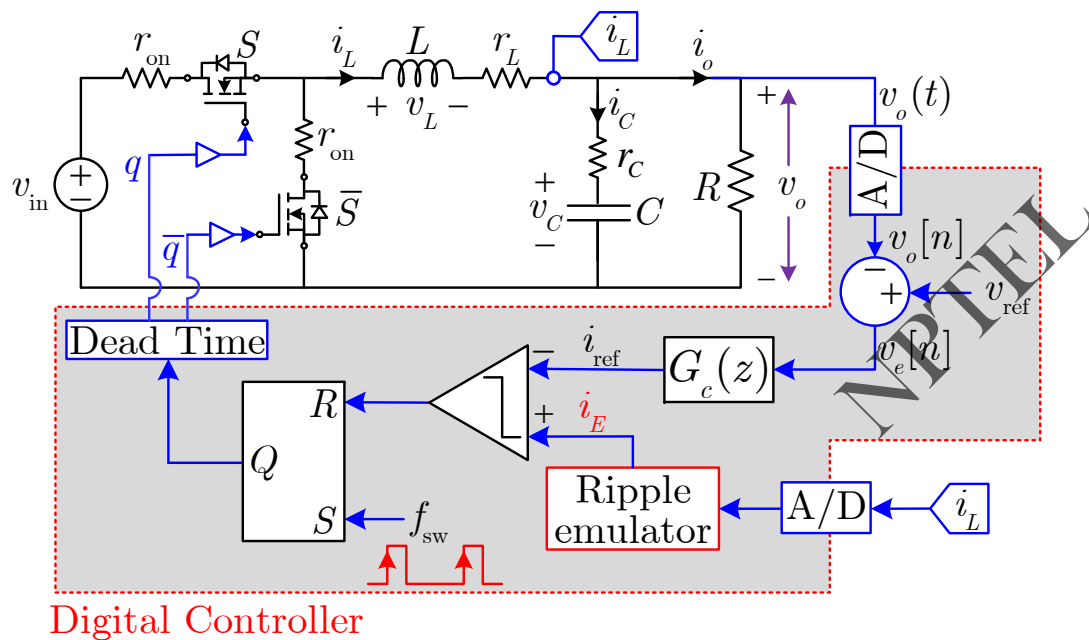 r_on
S
i_L
L
r_L
i_L
i_o
+ v_L −
i_C
+
v_o(t)
q
r_on
r_C
R
v_o
A/D
v_in
+
−
S̅
+
v_C
−
C
q̅
−
v_o[n]
−
+
v_ref
Dead Time
i_ref
−
G_c(z)
v_e[n]
NPTEL
R
+
i_E
Q
Ripple
emulator
A/D
i_L
S
f_sw
Digital Controller